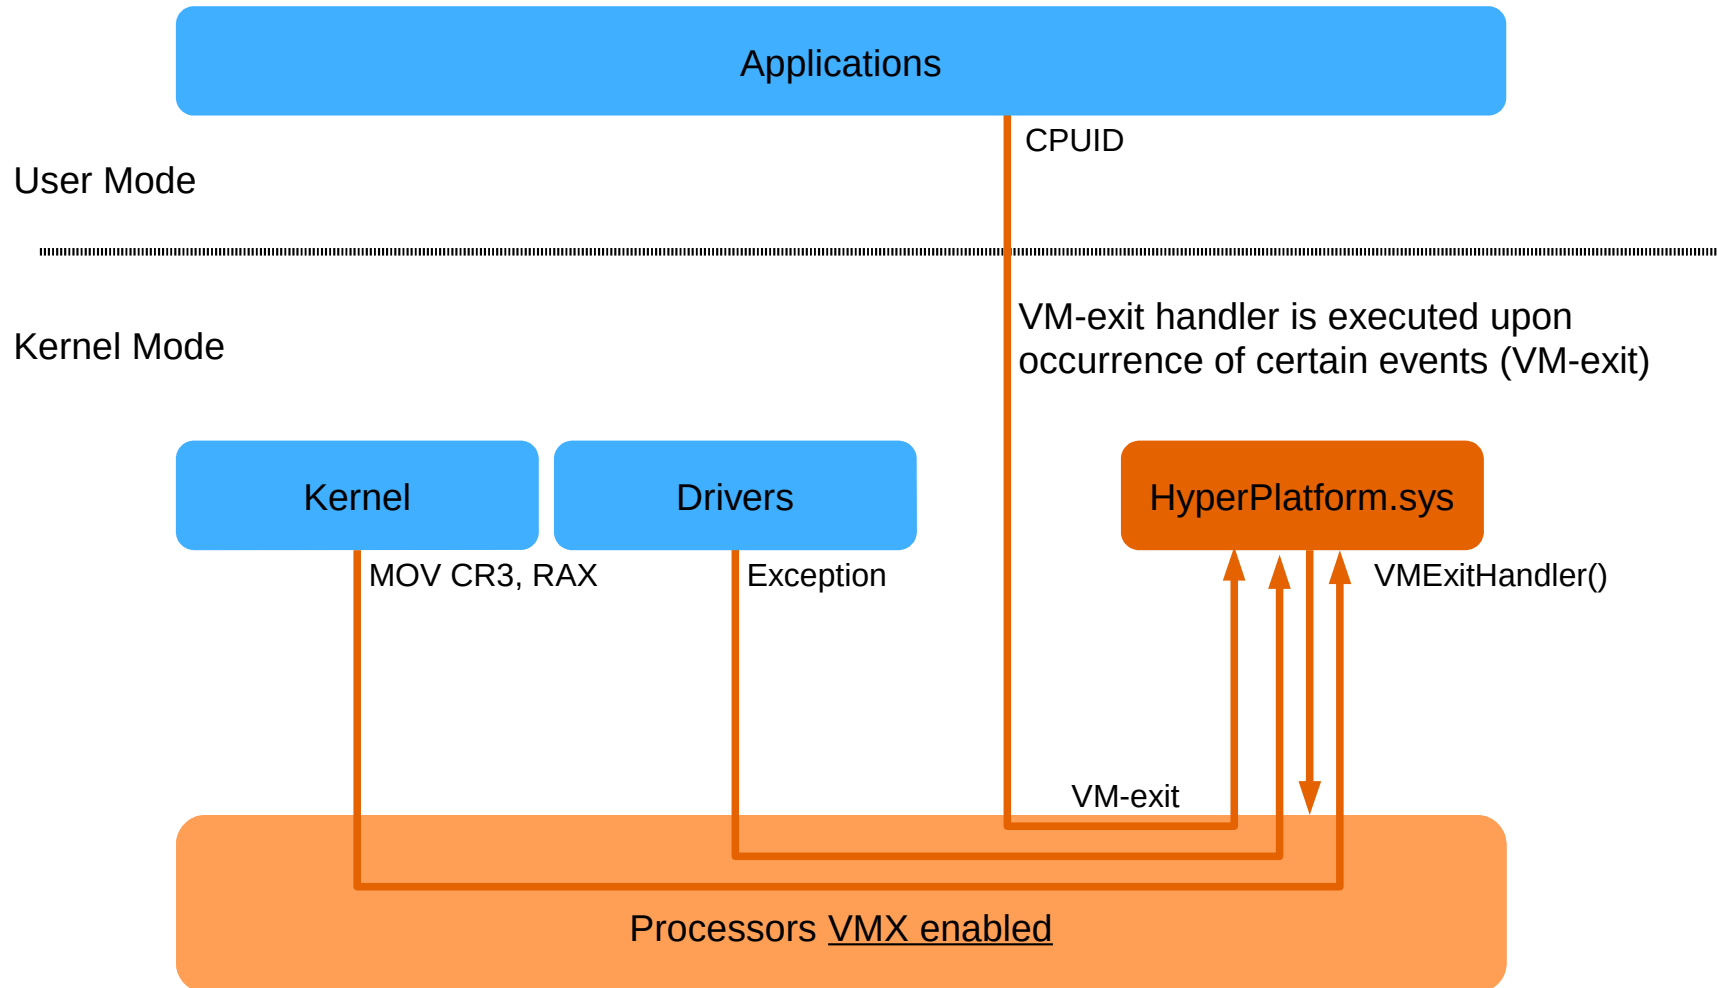 Applications
CPUID
User Mode
VM-exit handler is executed upon
occurrence of certain events (VM-exit)
Kernel Mode
Kernel
Drivers
HyperPlatform.sys
MOV CR3, RAX
Exception
VMExitHandler()
VM-exit
Processors VMX enabled